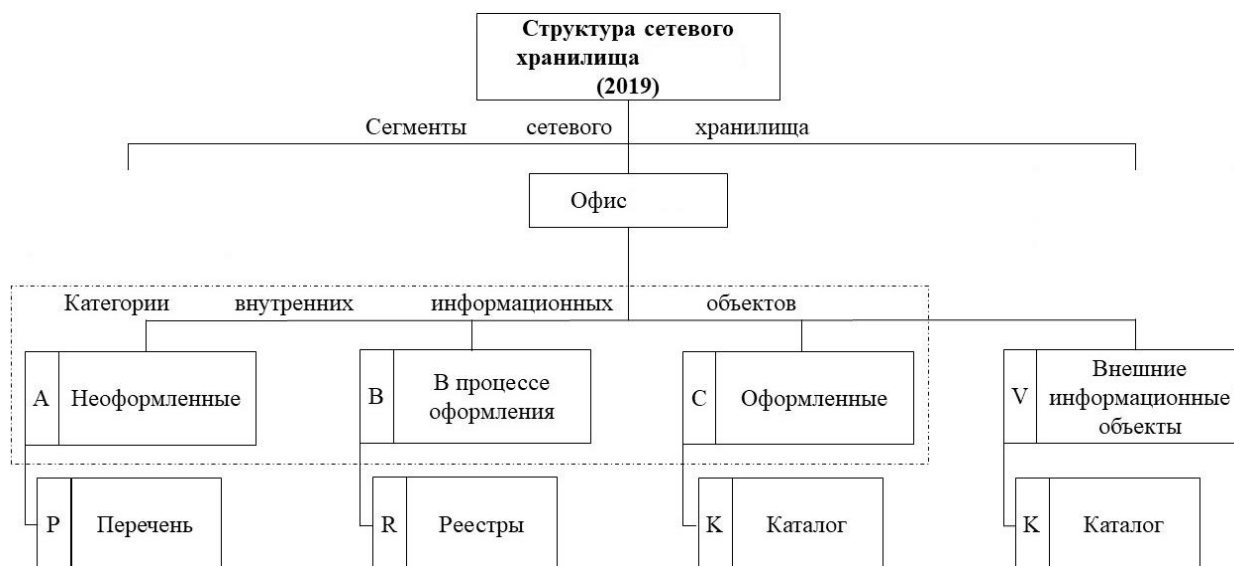 Структура сетевого
хранилища
(2019)
Сегменты сетевого хранилища
Офис
Категории внутренних информационных объектов
A
Неоформленные
B
В процессе
оформления
C
Оформленные
V
Внешние
информационные
объекты
P
Перечень
R
Реестры
K
Каталог
K
Каталог